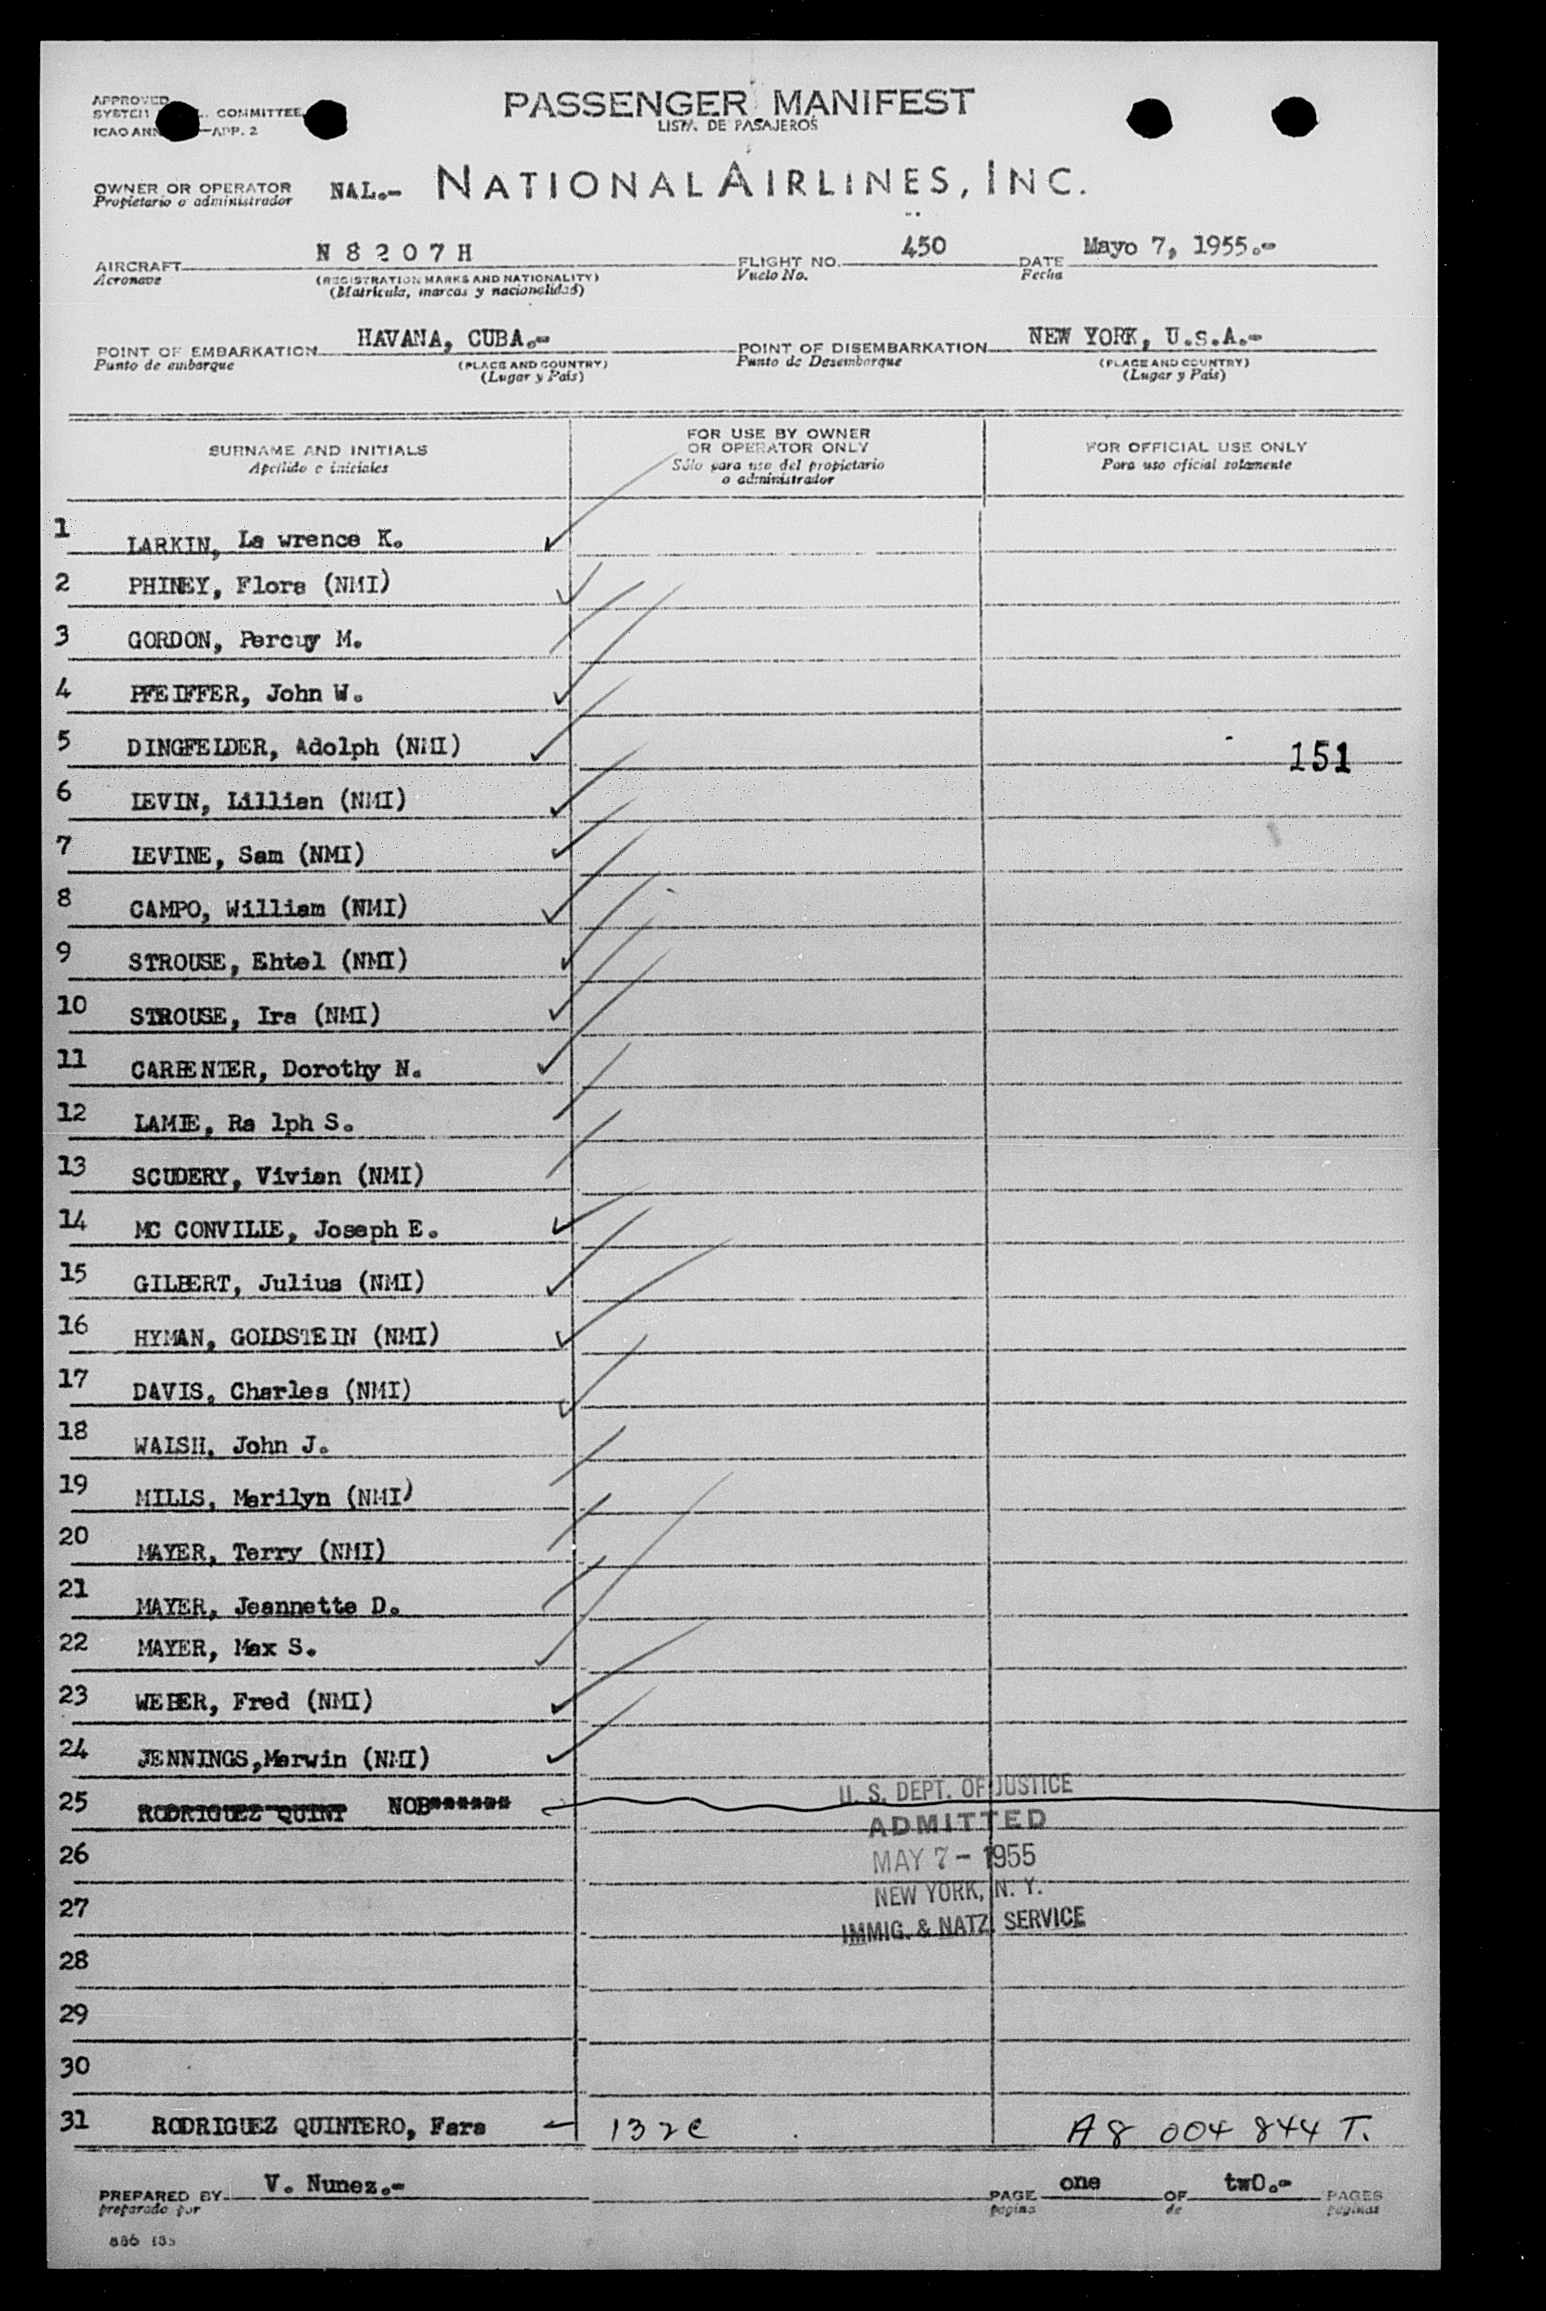 APPROVED
SYSTEM COMMITTEE
ICAO ANN —APP. 2
PASSENGER MANIFEST
LISTA DE PASAJEROS
OWNER OR OPERATOR NAL.- NATIONAL AIRLINES, INC.
Propietario o administrador
AIRCRAFT N 8 2 0 7 H FLIGHT NO. 450 DATE Mayo 7, 1955.-
Aeronave (REGISTRATION MARKS AND NATIONALITY) Vuelo No. Fecha
(Matrícula, marcas y nacionalidad)
POINT OF EMBARKATION HAVANA, CUBA.- POINT OF DISEMBARKATION NEW YORK, U.S.A.-
Punto de embarque (PLACE AND COUNTRY) Punto de Desembarque (PLACE AND COUNTRY)
(Lugar y País) (Lugar y País)
SURNAME AND INITIALS FOR USE BY OWNER OR OPERATOR ONLY FOR OFFICIAL USE ONLY
Apellido e iniciales Sólo para uso del propietario o administrador Para uso oficial solamente
1 LARKIN, La wrence K.
2 PHINEY, Flora (NMI)
3 GORDON, Percuy M.
4 PFEIFFER, John W.
5 DINGFELDER, Adolph (NMI) 151
6 LEVIN, Lillian (NMI)
7 LEVINE, Sam (NMI)
8 CAMPO, William (NMI)
9 STROUSE, Ehtel (NMI)
10 STROUSE, Ira (NMI)
11 CARPENTER, Dorothy N.
12 LAMIE, Ra lph S.
13 SCUDERY, Vivian (NMI)
14 MC CONVILLE, Joseph E.
15 GILBERT, Julius (NMI)
16 HYMAN, GOLDSTEIN (NMI)
17 DAVIS, Charles (NMI)
18 WALSH, John J.
19 MILLS, Marilyn (NMI)
20 MAYER, Terry (NMI)
21 MAYER, Jeannette D.
22 MAYER, Max S.
23 WEBER, Fred (NMI)
24 JENNINGS,Marwin (NMI)
25 RODRIGUEZ QUINT NOB******
U. S. DEPT. OF JUSTICE
ADMITTED
26
MAY 7 - 1955
NEW YORK, N. Y.
27
IMMIG. & NATZ. SERVICE
28
29
30
31 RODRIGUEZ QUINTERO, Fara - 132c A8 004 844 T.
PREPARED BY V. Nunez.- PAGE one OF twO.- PAGES
preparado por página de páginas